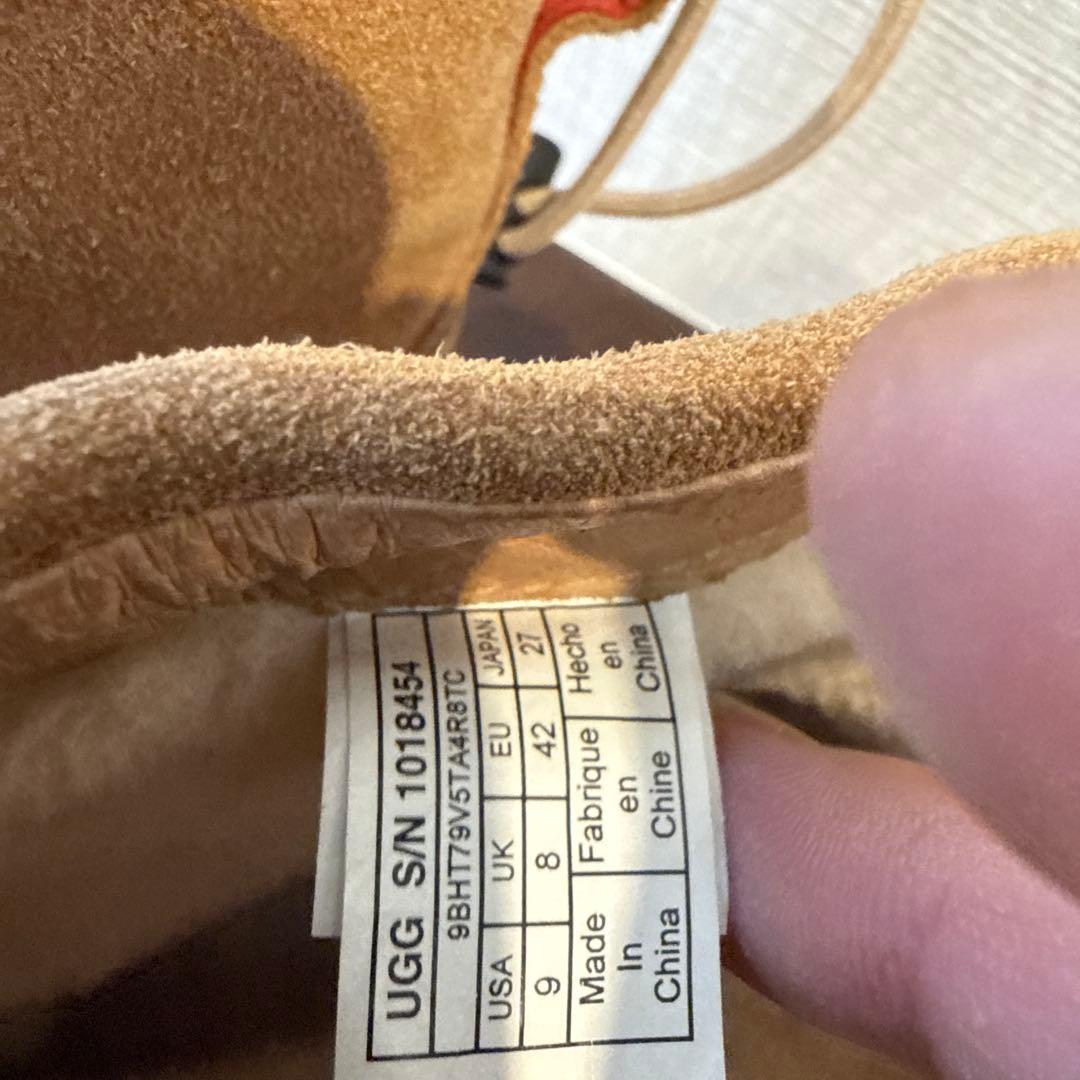 UGG S/N 1018454
9BHT79V5TA4R8TC
USA UK EU JAPAN
9 8 42 27
Made Fabrique Hecho
In en en
China Chine China